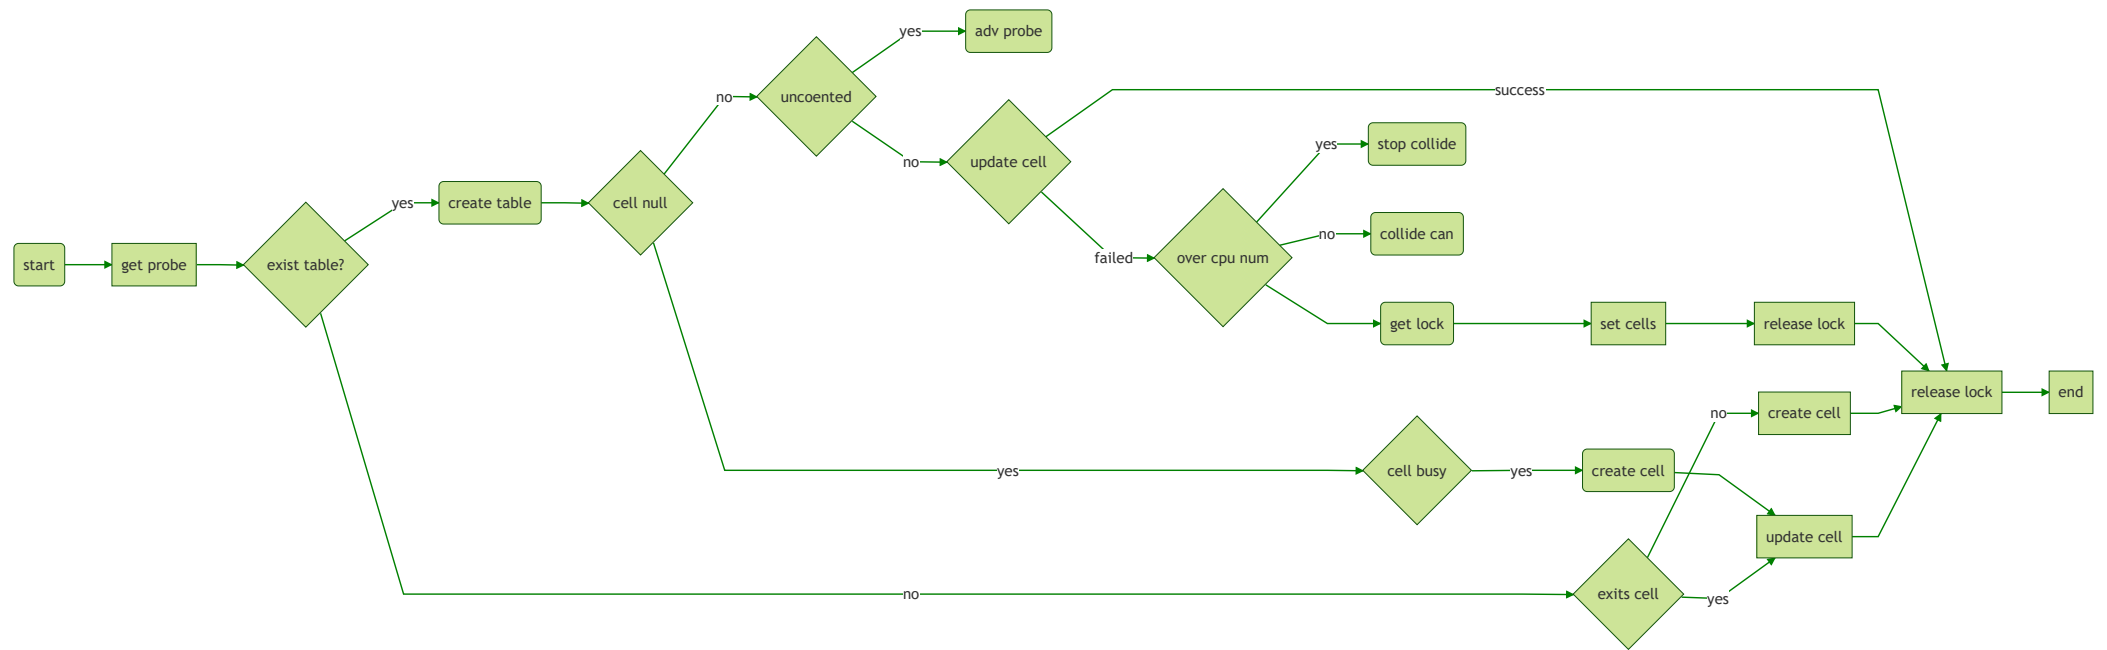 start
get probe
exist table?
yes
create table
cell null
no
uncoented
yes
adv probe
no
update cell
success
failed
over cpu num
yes
stop collide
no
collide can
get lock
set cells
release lock
yes
cell busy
yes
create cell
no
exits cell
no
create cell
yes
update cell
release lock
end